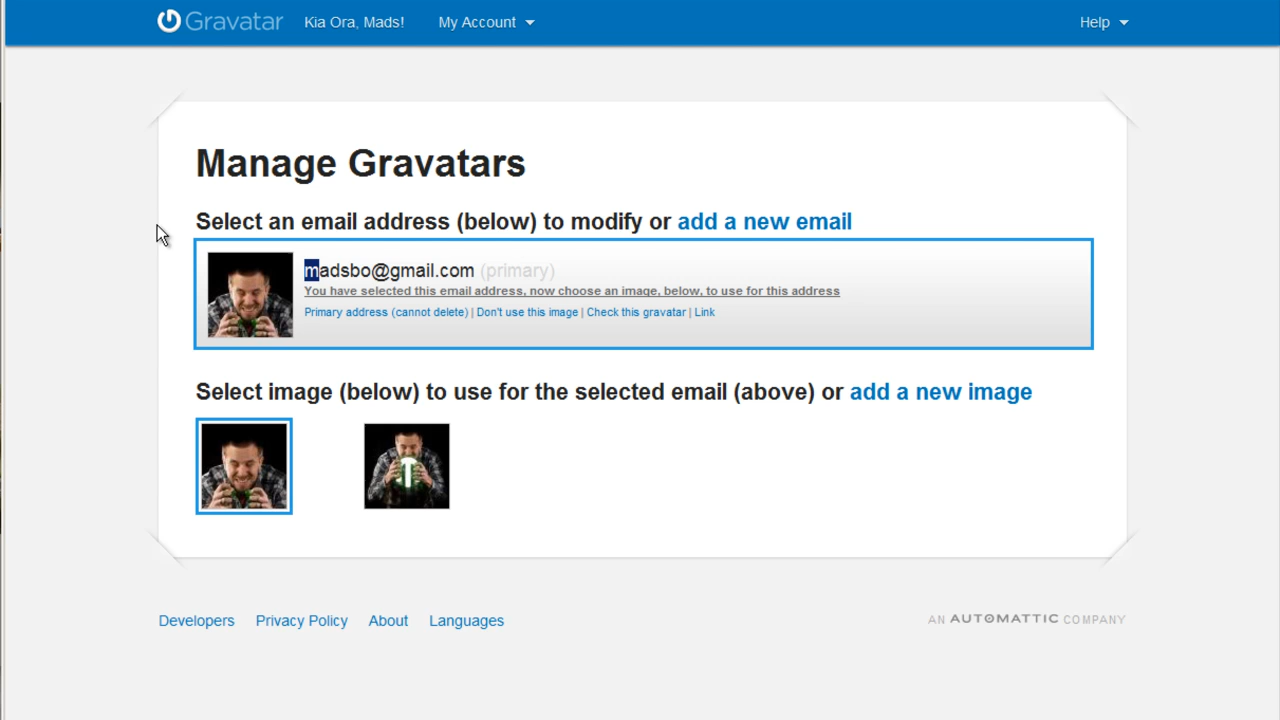 Gravatar Kia Ora, Mads! My Account Help
Manage Gravatars
Select an email address (below) to modify or add a new email
madsbo@gmail.com (primary)
You have selected this email address, now choose an image, below, to use for this address
Primary address (cannot delete) | Don't use this image | Check this gravatar | Link
Select image (below) to use for the selected email (above) or add a new image
Developers Privacy Policy About Languages AN AUTOMATTIC COMPANY